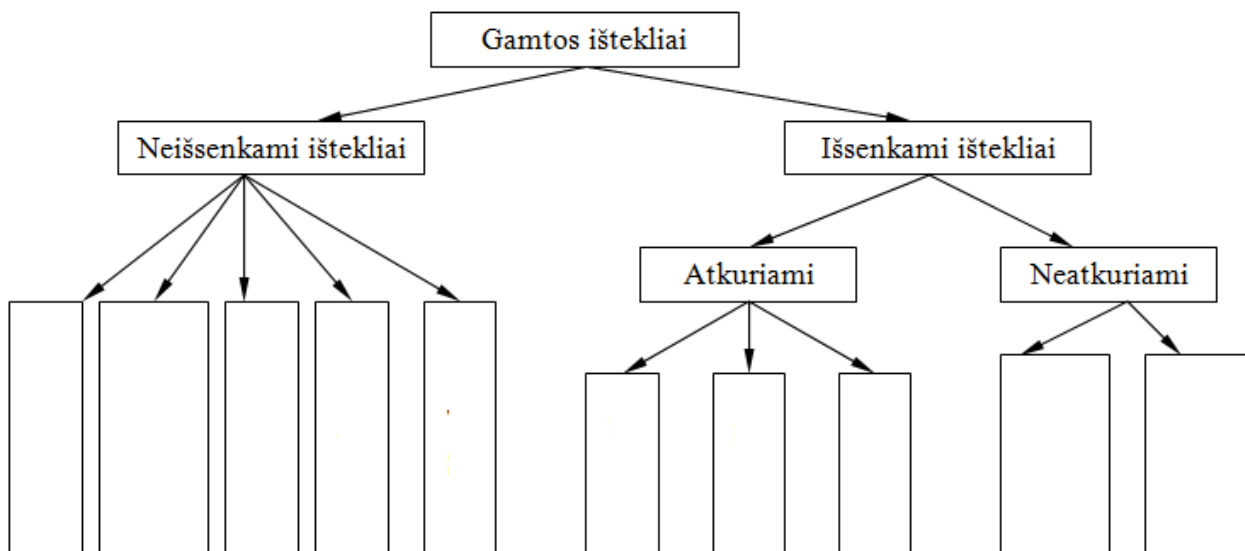 Gamtos ištekliai
Neišsenkami ištekliai
Išsenkami ištekliai
Atkuriami
Neatkuriami